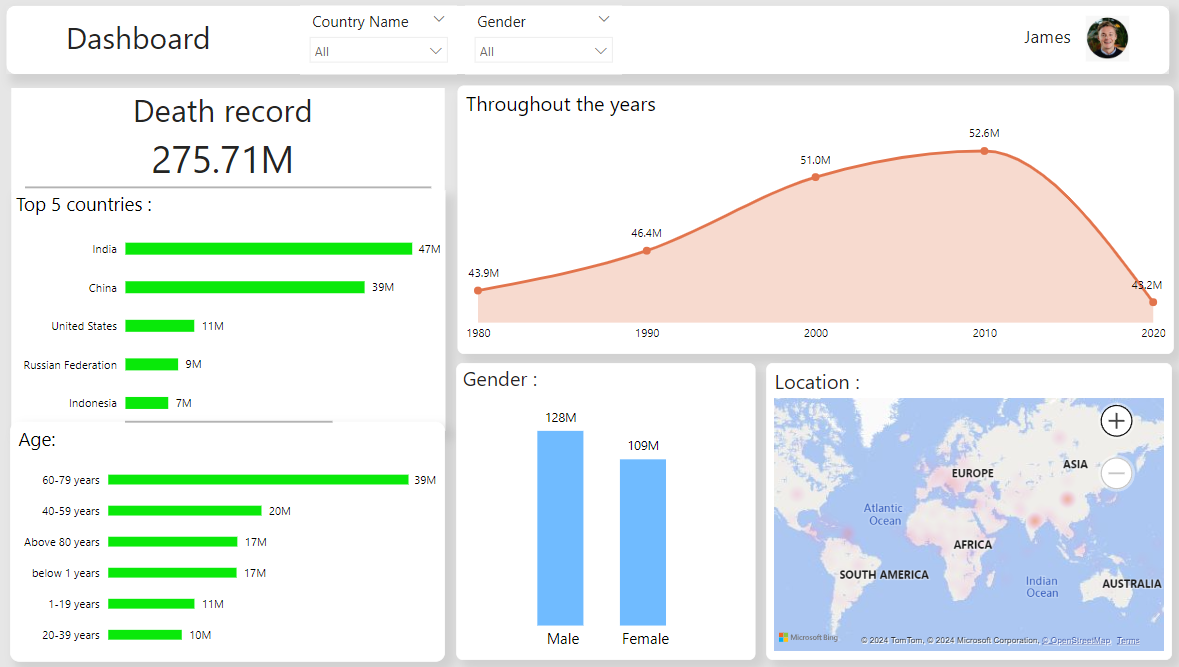 Dashboard
Country Name
All
Gender
All
James
Death record
275.71M
Top 5 countries :
India 47M
China 39M
United States 11M
Russian Federation 9M
Indonesia 7M
Age:
60-79 years 39M
40-59 years 20M
Above 80 years 17M
below 1 years 17M
1-19 years 11M
20-39 years 10M
Throughout the years
43.9M
46.4M
51.0M
52.6M
43.2M
1980 1990 2000 2010 2020
Gender :
128M 109M
Male Female
Location :
EUROPE
ASIA
Atlantic
Ocean
AFRICA
SOUTH AMERICA
Indian
Ocean
AUSTRALIA
Microsoft Bing
© 2024 TomTom, © 2024 Microsoft Corporation, © OpenStreetMap Terms